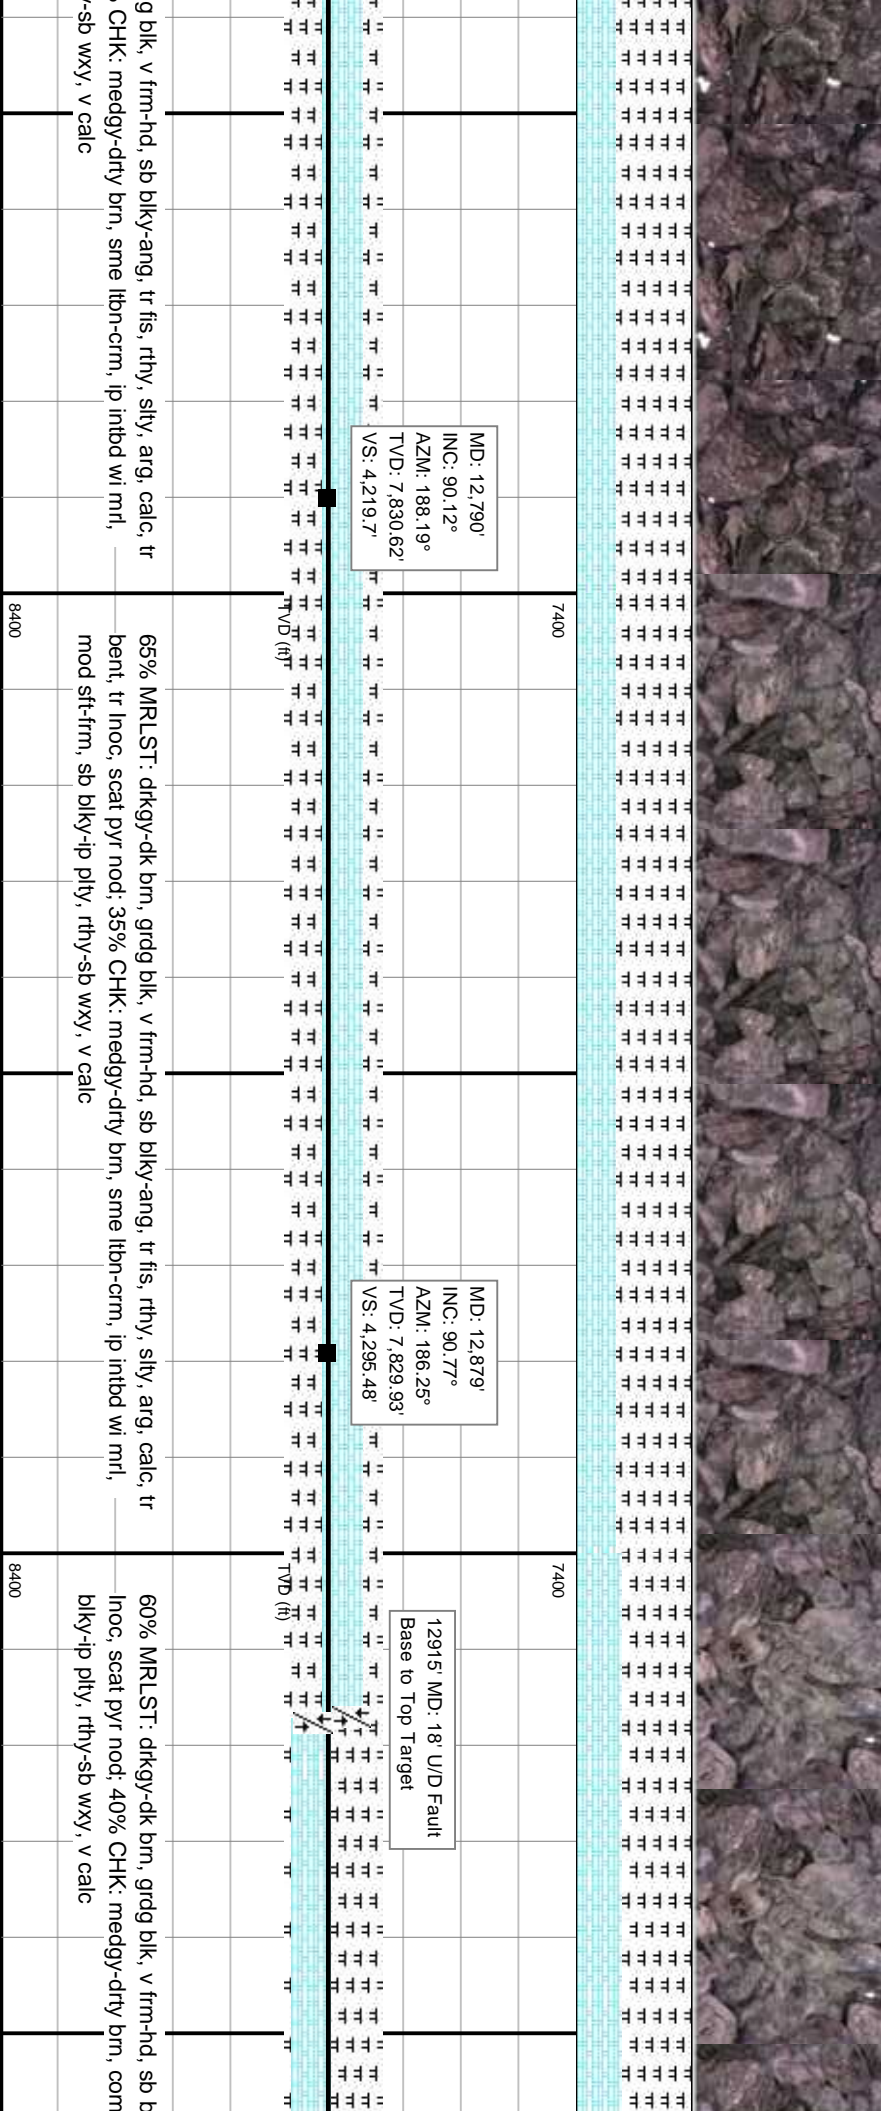 g blk, v frm-hd, sb blky-ang, tr fis, rthy, slty, arg, calc, tr
CHK: medgy-drty brn, sme ltbn-crm, ip intbd wi mrl,
-sb wxy, v calc
MD: 12,790'
INC: 90.12°
AZM: 188.19°
TVD: 7,830.62'
VS: 4,219.7'
7400
TVD (ft)
8400
65% MRLST: drkgy-dk brn, grdg blk, v frm-hd, sb blky-ang, tr fis, rthy, slty, arg, calc, tr
bent, tr Inoc, scat pyr nod; 35% CHK: medgy-drty brn, sme ltbn-crm, ip intbd wi mrl,
mod sft-frm, sb blky-ip plty, rthy-sb wxy, v calc
MD: 12,879'
INC: 90.77°
AZM: 186.25°
TVD: 7,829.93'
VS: 4,295.48'
7400
TVD (ft)
8400
12915' MD: 18' U/D Fault
Base to Top Target
60% MRLST: drkgy-dk brn, grdg blk, v frm-hd, sb b
Inoc, scat pyr nod; 40% CHK: medgy-drty brn, com
blky-ip plty, rthy-sb wxy, v calc